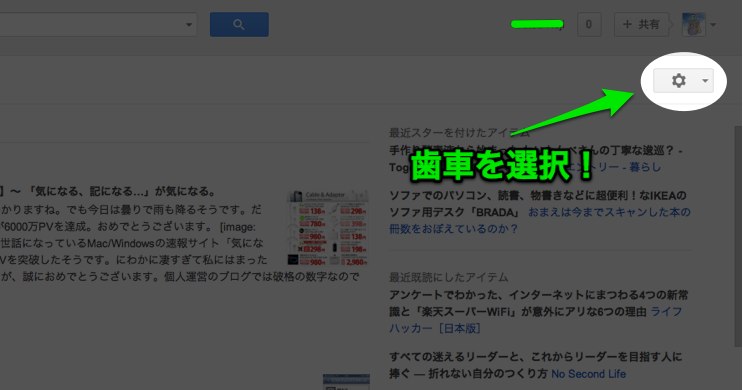 0
+ 共有
歯車を選択！
最近スターを付けたアイテム
んの丁寧な逡巡？ -
ントリー - 暮らし
ソファでのパソコン、読書、物書きなどに超便利！なIKEAの
ソファ用デスク「BRADA」 おまえは今までスキャンした本の
冊数をおぼえているのか？
】〜 「気になる、記になる…」が気になる。
かりますね。でも今日は曇りで雨も降るそうです。だ
が6000万PVを達成。おめでとうございます。 [image:
世話になっているMac/Windowsの速報サイト「気にな
Vを突破したそうです。にわかに凄すぎて私にはまった
が、誠におめでとうございます。個人運営のブログでは破格の数字なので
Cable & Adaptor
最近既読にしたアイテム
アンケートでわかった、インターネットにまつわる4つの新常
識と「楽天スーパーWiFi」が意外にアリな6つの理由 ライフ
ハッカー［日本版］
すべての迷えるリーダーと、これからリーダーを目指す人に
捧ぐ — 折れない自分のつくり方 No Second Life